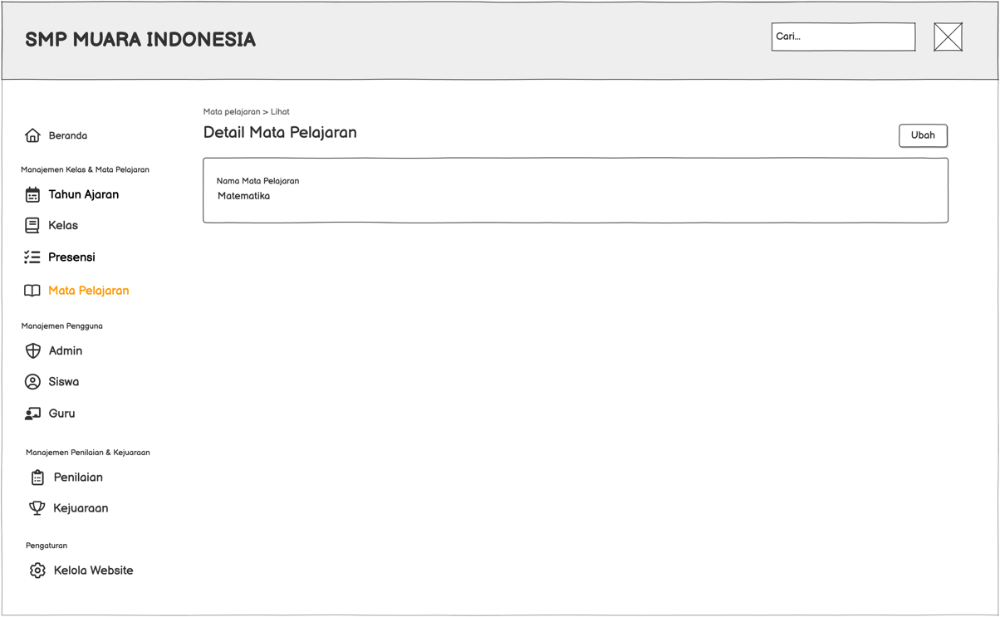 SMP MUARA INDONESIA
Cari...
Mata pelajaran > Lihat
Detail Mata Pelajaran
Ubah
Nama Mata Pelajaran
Matematika
Beranda
Manajemen Kelas & Mata Pelajaran
Tahun Ajaran
Kelas
Presensi
Mata Pelajaran
Manajemen Pengguna
Admin
Siswa
Guru
Manajemen Penilaian & Kejuaraan
Penilaian
Kejuaraan
Pengaturan
Kelola Website